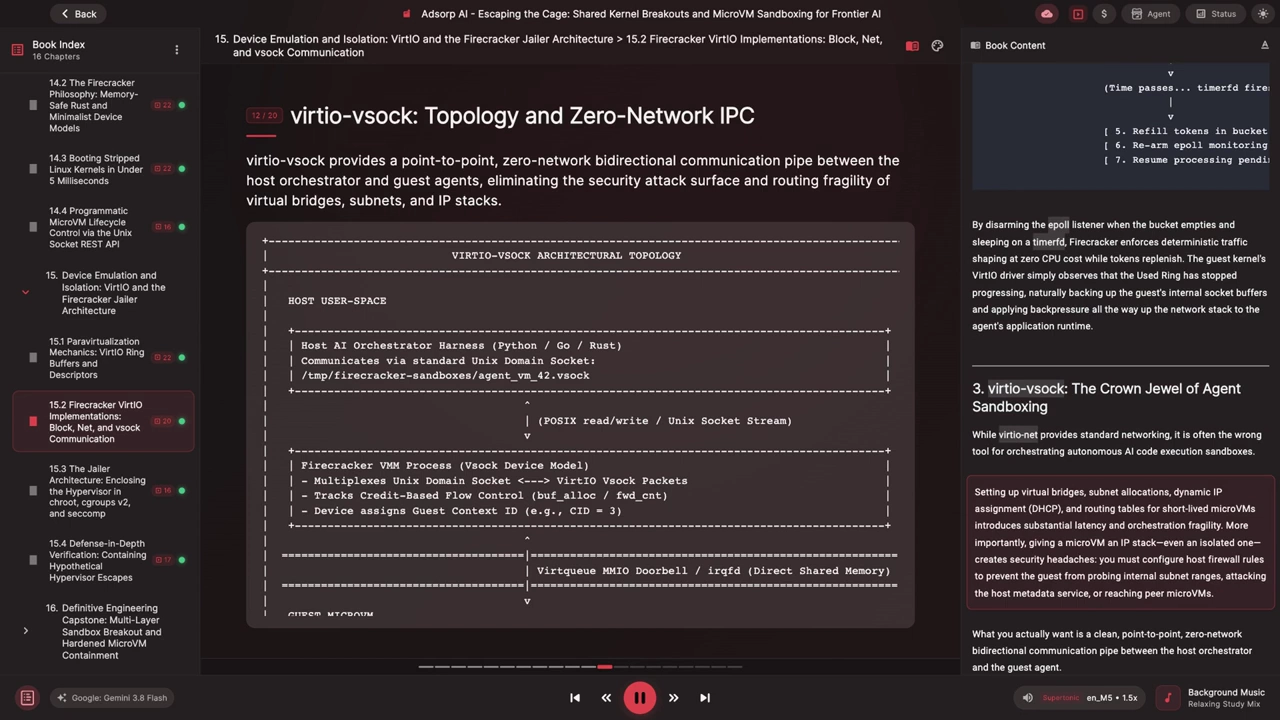 Back
Adsorp AI - Escaping the Cage: Shared Kernel Breakouts and MicroVM Sandboxing for Frontier AI
$
Agent
Status
Book Index
16 Chapters
14.2 The Firecracker
Philosophy: Memory-
Safe Rust and
Minimalist Device
Models
22
14.3 Booting Stripped
Linux Kernels in Under
5 Milliseconds
22
14.4 Programmatic
MicroVM Lifecycle
Control via the Unix
Socket REST API
16
15. Device Emulation and
Isolation: VirtIO and the
Firecracker Jailer
Architecture
15.1 Paravirtualization
Mechanics: VirtIO Ring
Buffers and
Descriptors
22
15.2 Firecracker VirtIO
Implementations:
Block, Net, and vsock
Communication
20
15.3 The Jailer
Architecture: Enclosing
the Hypervisor in
chroot, cgroups v2,
and seccomp
16
15.4 Defense-in-Depth
Verification: Containing
Hypothetical
Hypervisor Escapes
17
16. Definitive Engineering
Capstone: Multi-Layer
Sandbox Breakout and
Hardened MicroVM
Containment
15. Device Emulation and Isolation: VirtIO and the Firecracker Jailer Architecture > 15.2 Firecracker VirtIO Implementations: Block, Net,
and vsock Communication
12 / 20
virtio-vsock: Topology and Zero-Network IPC
virtio-vsock provides a point-to-point, zero-network bidirectional communication pipe between the
host orchestrator and guest agents, eliminating the security attack surface and routing fragility of
virtual bridges, subnets, and IP stacks.
VIRTIO-VSOCK ARCHITECTURAL TOPOLOGY
HOST USER-SPACE
Host AI Orchestrator Harness (Python / Go / Rust)
Communicates via standard Unix Domain Socket:
/tmp/firecracker-sandboxes/agent_vm_42.vsock
^
| (POSIX read/write / Unix Socket Stream)
v
Firecracker VMM Process (Vsock Device Model)
- Multiplexes Unix Domain Socket <---> VirtIO Vsock Packets
- Tracks Credit-Based Flow Control (buf_alloc / fwd_cnt)
- Device assigns Guest Context ID (e.g., CID = 3)
^
| Virtqueue MMIO Doorbell / irqfd (Direct Shared Memory)
v
GUEST MICROVM
Book Content
v
(Time passes... timerfd fire
|
v
[ 5. Refill tokens in bucket
[ 6. Re-arm epoll monitoring
[ 7. Resume processing pendi
By disarming the epoll listener when the bucket empties and
sleeping on a timerfd, Firecracker enforces deterministic traffic
shaping at zero CPU cost while tokens replenish. The guest kernel's
VirtIO driver simply observes that the Used Ring has stopped
progressing, naturally backing up the guest's internal socket buffers
and applying backpressure all the way up the network stack to the
agent's application runtime.
3. virtio-vsock: The Crown Jewel of Agent
Sandboxing
While virtio-net provides standard networking, it is often the wrong
tool for orchestrating autonomous AI code execution sandboxes.
Setting up virtual bridges, subnet allocations, dynamic IP
assignment (DHCP), and routing tables for short-lived microVMs
introduces substantial latency and orchestration fragility. More
importantly, giving a microVM an IP stack—even an isolated one—
creates security headaches: you must configure host firewall rules
to prevent the guest from probing internal subnet ranges, attacking
the host metadata service, or reaching peer microVMs.
What you actually want is a clean, point-to-point, zero-network
bidirectional communication pipe between the host orchestrator
and the guest agent.
Google: Gemini 3.8 Flash
Supertonic en_M5 • 1.5x
Background Music
Relaxing Study Mix